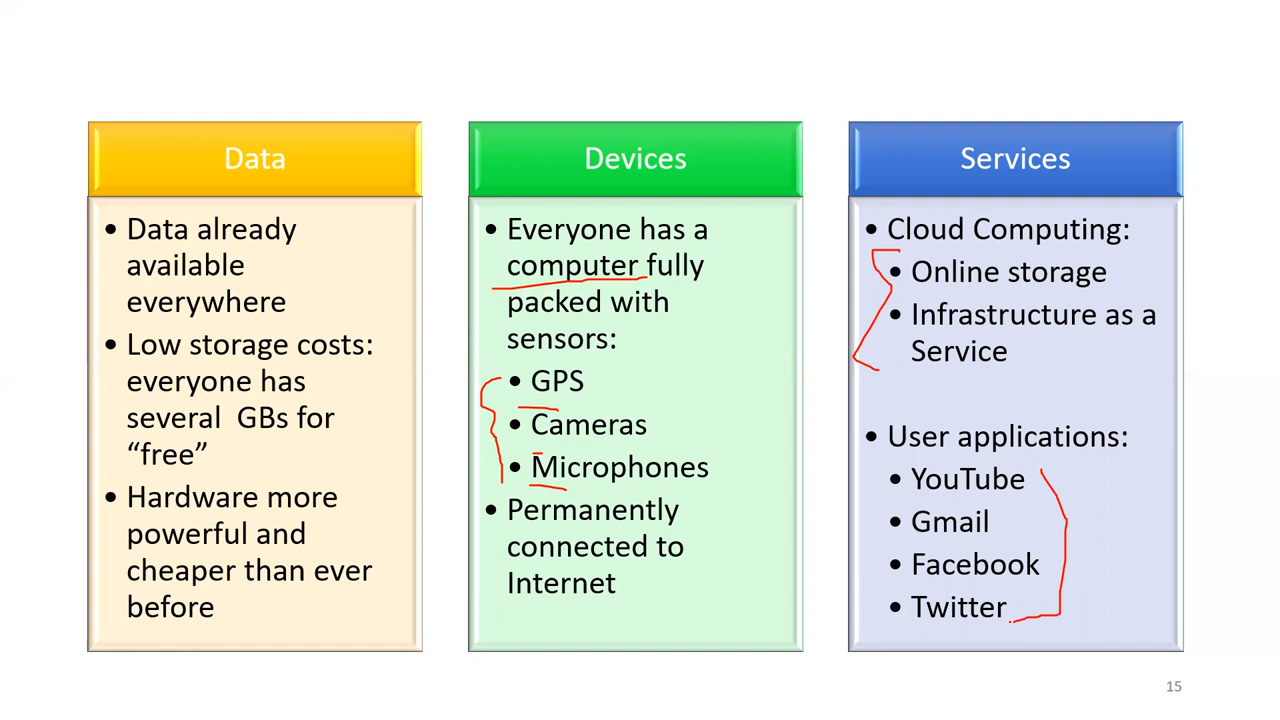 Data
• Data already
available
everywhere
• Low storage costs:
everyone has
several GBs for
“free”
• Hardware more
powerful and
cheaper than ever
before
Devices
• Everyone has a
computer fully
packed with
sensors:
• GPS
• Cameras
• Microphones
• Permanently
connected to
Internet
Services
• Cloud Computing:
• Online storage
• Infrastructure as a
Service
• User applications:
• YouTube
• Gmail
• Facebook
• Twitter
15